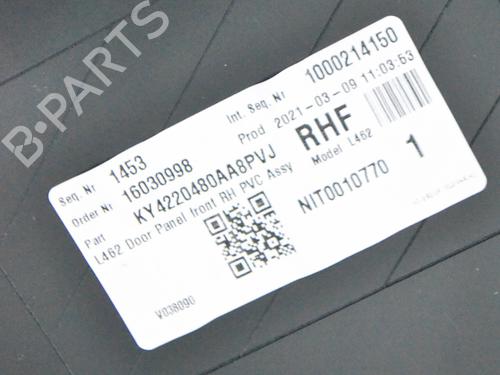 B·PARTS
Seq. Nr 1453 Int. Seq. Nr 1000214150
Order Nr 16030998 Prod 2021-03-09 11:03:53
Part KY4220480AA8PVJ RHF
L462 Door Panel front RH PVC Assy Model L462
NIT0010770 1
V038090